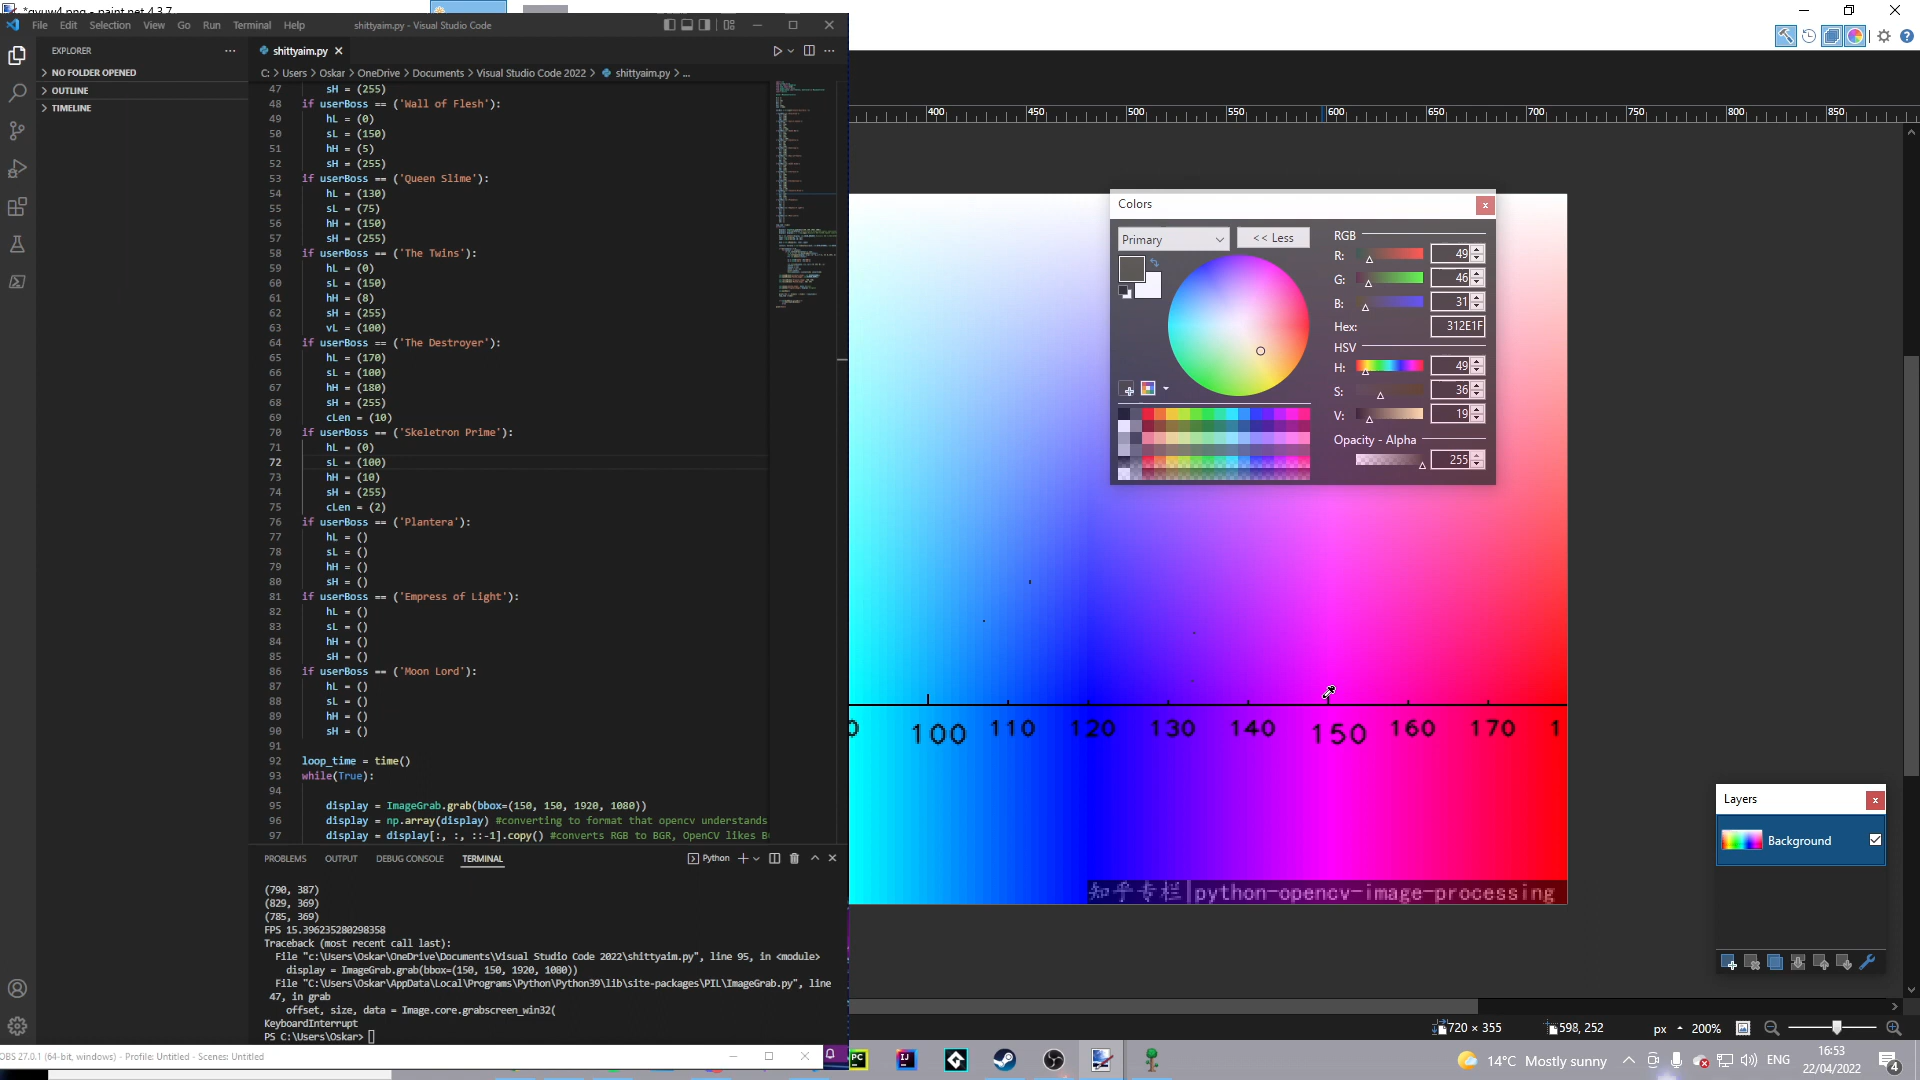 *gyuw4.png - paint.net 4.3.7
File Edit Selection View Go Run Terminal Help
shittyaim.py - Visual Studio Code
EXPLORER
NO FOLDER OPENED
OUTLINE
TIMELINE
shittyaim.py
C: > Users > Oskar > OneDrive > Documents > Visual Studio Code 2022 > shittyaim.py > ...
47 sH = (255)
48 if userBoss == ('Wall of Flesh'):
49 hL = (0)
50 sL = (150)
51 hH = (5)
52 sH = (255)
53 if userBoss == ('Queen Slime'):
54 hL = (130)
55 sL = (75)
56 hH = (150)
57 sH = (255)
58 if userBoss == ('The Twins'):
59 hL = (0)
60 sL = (150)
61 hH = (8)
62 sH = (255)
63 vL = (100)
64 if userBoss == ('The Destroyer'):
65 hL = (170)
66 sL = (100)
67 hH = (180)
68 sH = (255)
69 cLen = (10)
70 if userBoss == ('Skeletron Prime'):
71 hL = (0)
72 sL = (100)
73 hH = (10)
74 sH = (255)
75 cLen = (2)
76 if userBoss == ('Plantera'):
77 hL = ()
78 sL = ()
79 hH = ()
80 sH = ()
81 if userBoss == ('Empress of Light'):
82 hL = ()
83 sL = ()
84 hH = ()
85 sH = ()
86 if userBoss == ('Moon Lord'):
87 hL = ()
88 sL = ()
89 hH = ()
90 sH = ()
91
92 loop_time = time()
93 while(True):
94
95 display = ImageGrab.grab(bbox=(150, 150, 1920, 1080))
96 display = np.array(display) #converting to format that opencv understands
97 display = display[:, :, ::-1].copy() #converts RGB to BGR, OpenCV likes B
PROBLEMS OUTPUT DEBUG CONSOLE TERMINAL
Python
(790, 387)
(829, 369)
(785, 369)
FPS 15.396235280298358
Traceback (most recent call last):
File "c:\Users\Oskar\OneDrive\Documents\Visual Studio Code 2022\shittyaim.py", line 95, in <module>
display = ImageGrab.grab(bbox=(150, 150, 1920, 1080))
File "C:\Users\Oskar\AppData\Local\Programs\Python\Python39\lib\site-packages\PIL\ImageGrab.py", line
47, in grab
offset, size, data = Image.core.grabscreen_win32(
KeyboardInterrupt
PS C:\Users\Oskar>
OBS 27.0.1 (64-bit, windows) - Profile: Untitled - Scenes: Untitled
400 450 500 550 600 650 700 750 800 850
Colors
Primary
<< Less
RGB
R: 49
G: 46
B: 31
Hex: 312E1F
HSV
H: 49
S: 36
V: 19
Opacity - Alpha
255
100 110 120 130 140 150 160 170
知乎专栏|python-opencv-image-processing
Layers
Background
720 × 355
598, 252
px
200%
14°C Mostly sunny
ENG
16:53
22/04/2022
4